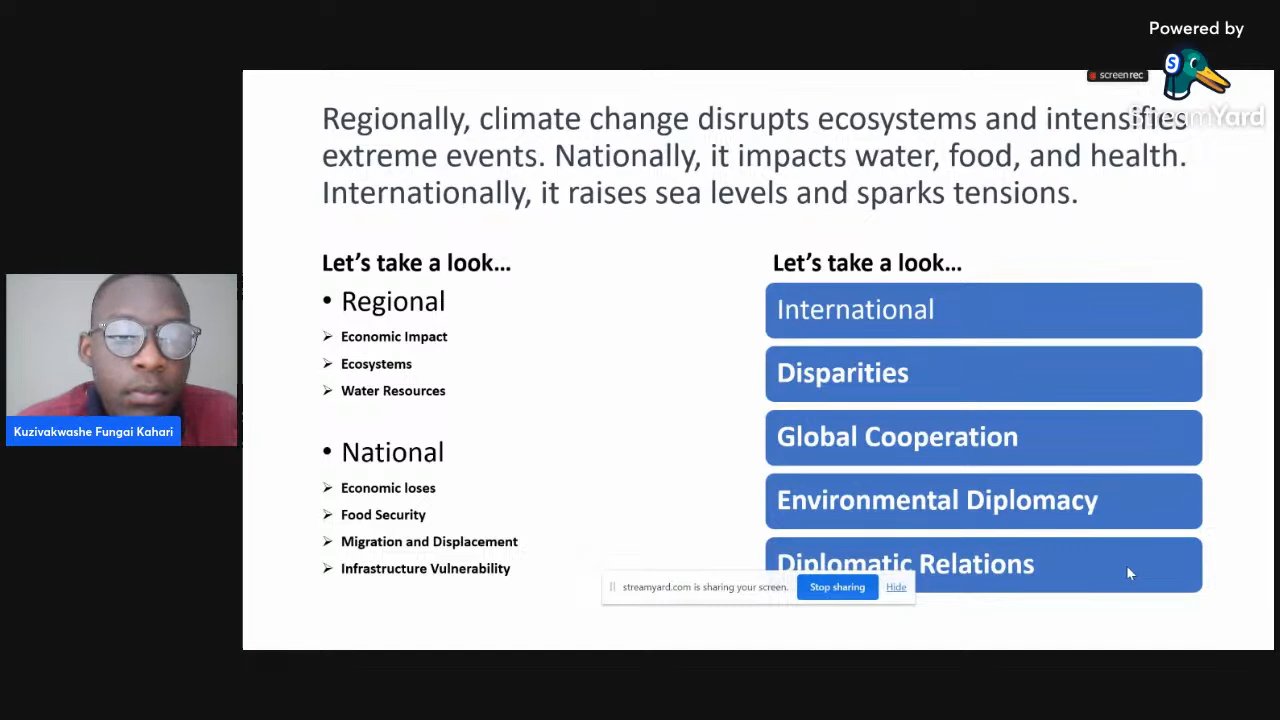 Powered by
screenrec
StreamYard
Regionally, climate change disrupts ecosystems and intensifies
extreme events. Nationally, it impacts water, food, and health.
Internationally, it raises sea levels and sparks tensions.
Let's take a look...
• Regional
Economic Impact
Ecosystems
Water Resources
• National
Economic loses
Food Security
Migration and Displacement
Infrastructure Vulnerability
Let's take a look...
International
Disparities
Global Cooperation
Environmental Diplomacy
Diplomatic Relations
streamyard.com is sharing your screen.
Stop sharing
Hide
Kuzivakwashe Fungai Kahari